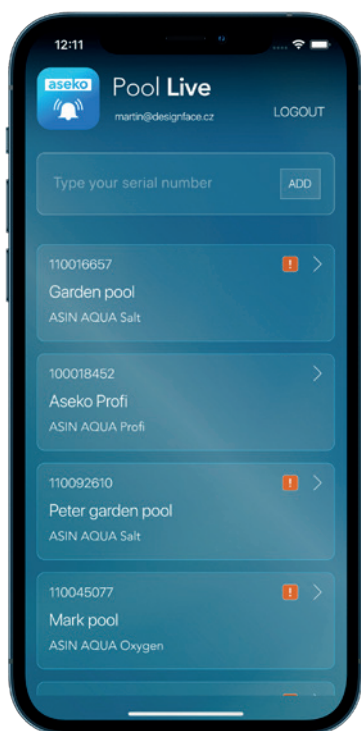 12:11
aseko
Pool Live
martin@designface.cz
LOGOUT
Type your serial number
ADD
110016657
!
Garden pool
ASIN AQUA Salt
100018452
Aseko Profi
ASIN AQUA Profi
110092610
!
Peter garden pool
ASIN AQUA Salt
110045077
!
Mark pool
ASIN AQUA Oxygen